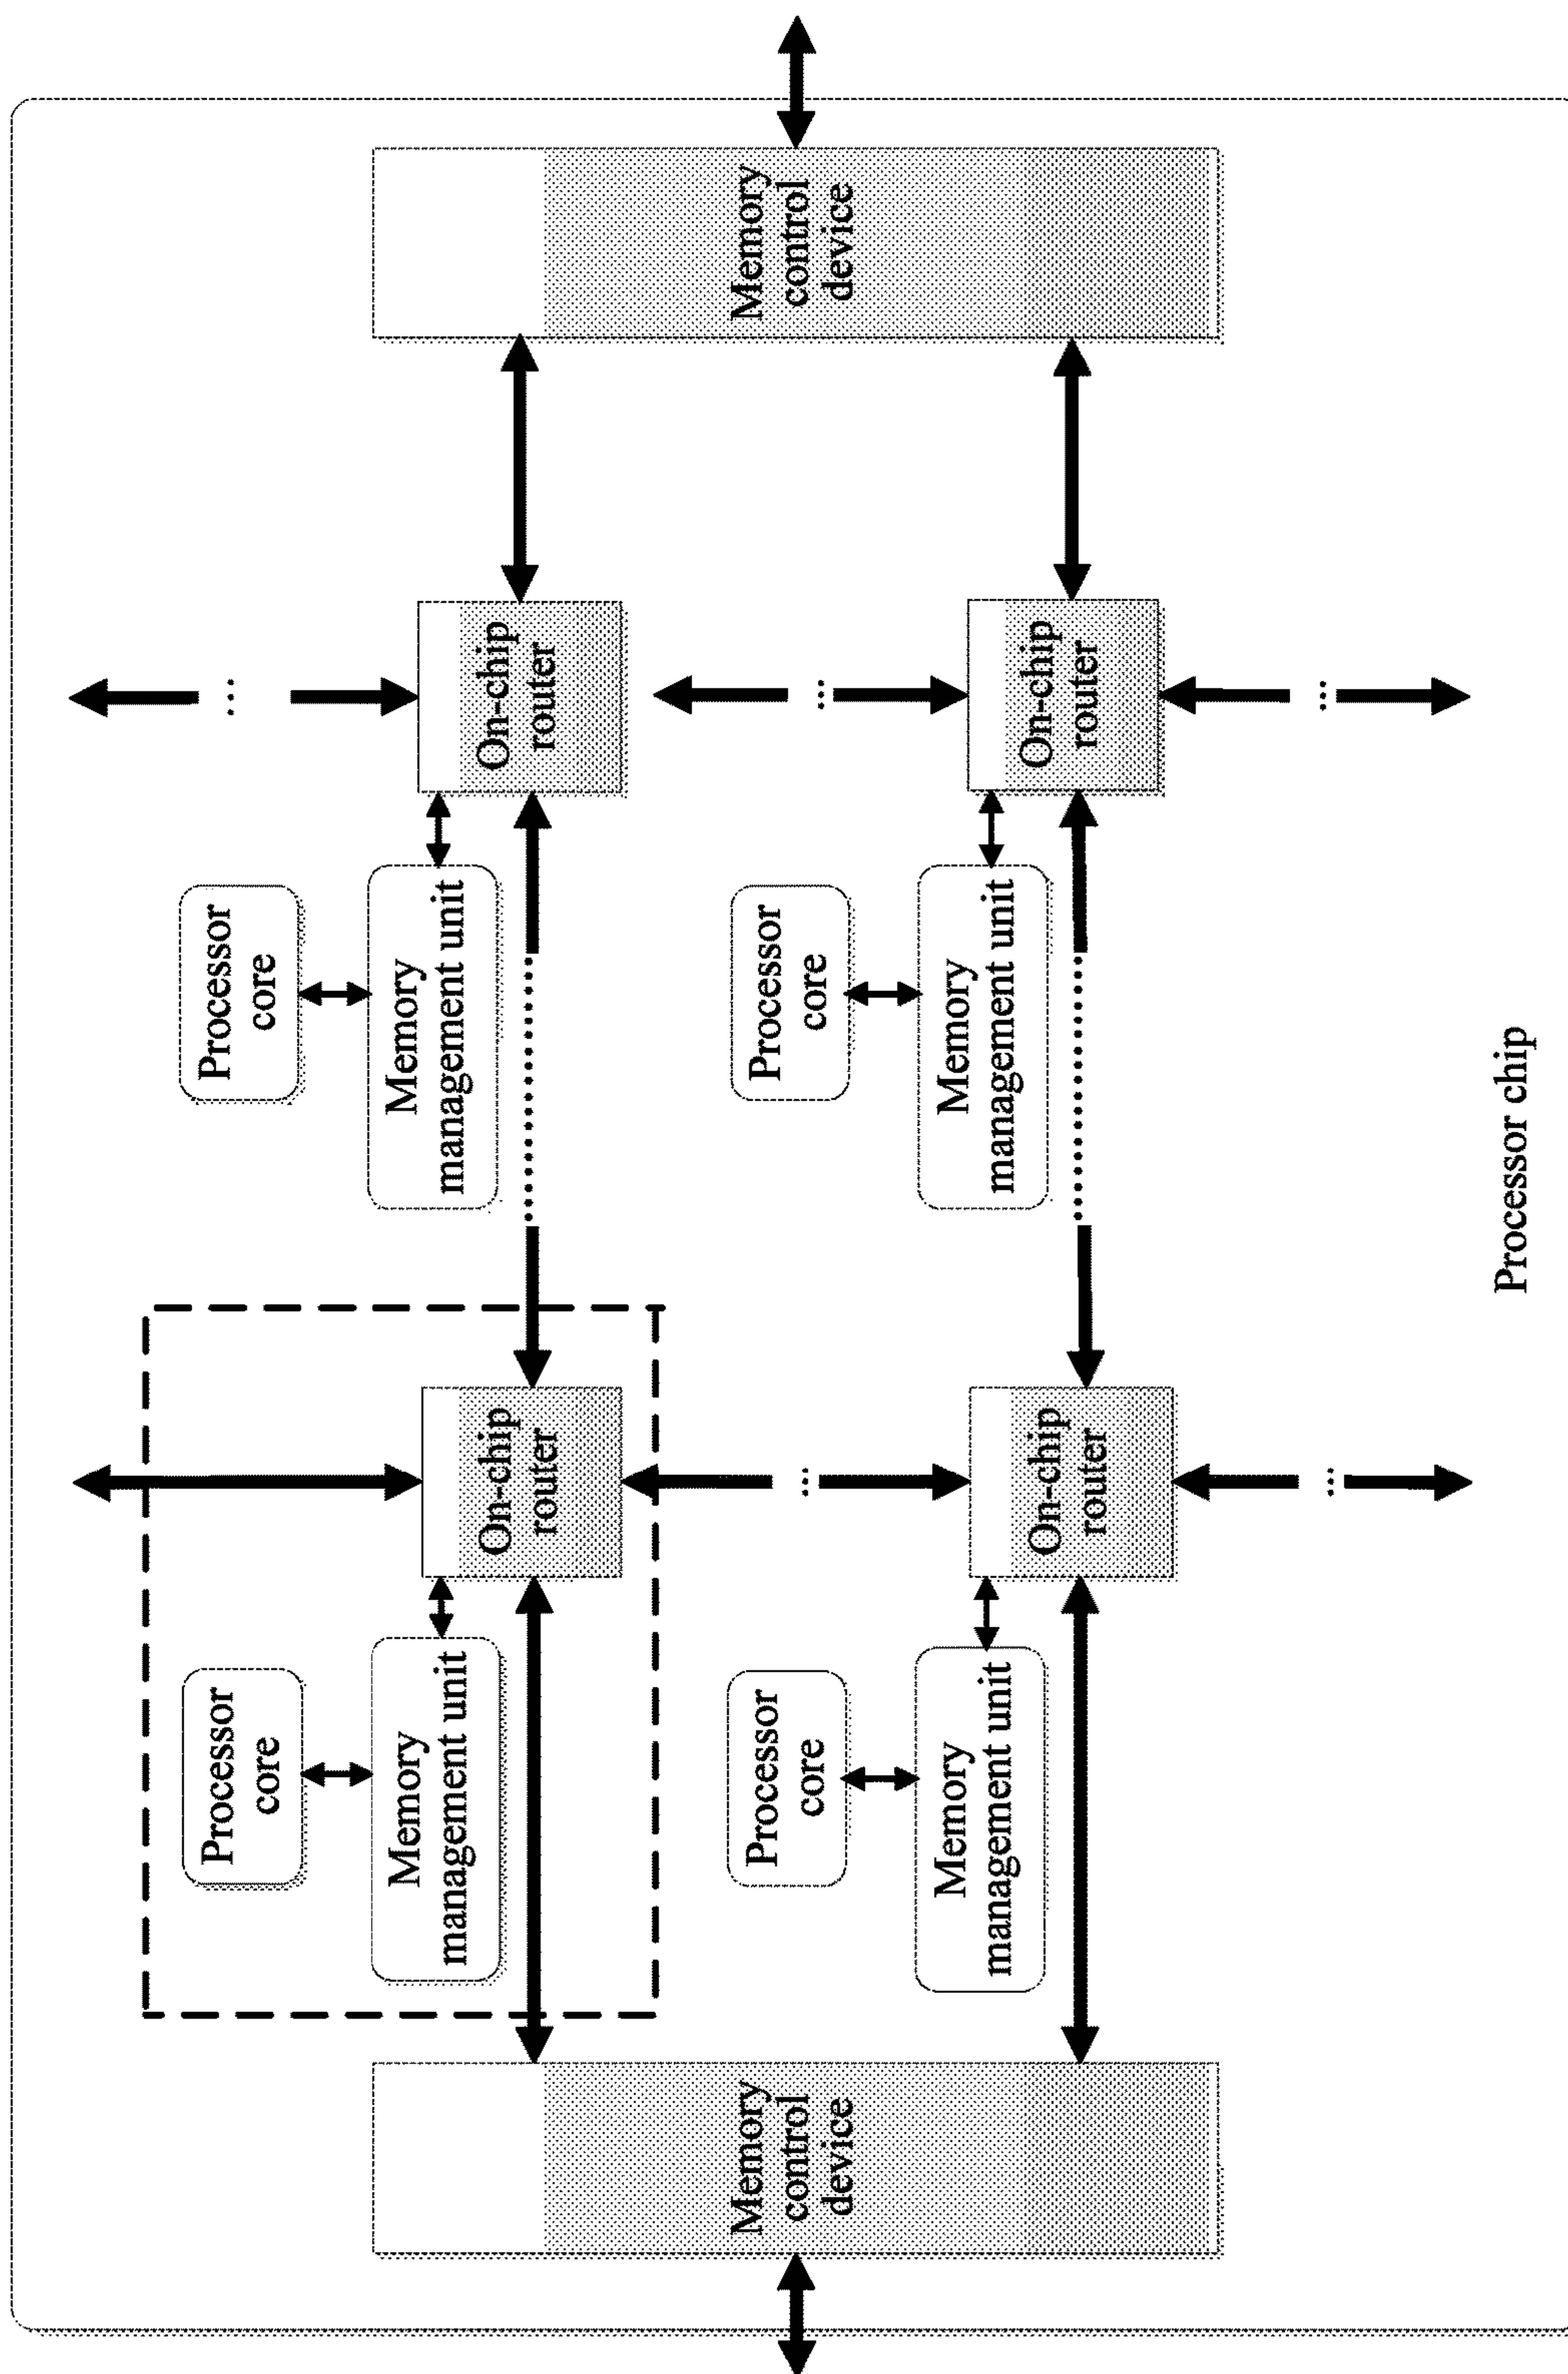 Processor
core
Processor
core
Memory
management unit
On-chip
router
Memory
management unit
On-chip
router
Memory
control
device
Processor
core
Processor
core
Memory
control
device
Memory
management unit
On-chip
router
Memory
management unit
On-chip
router
Processor chip